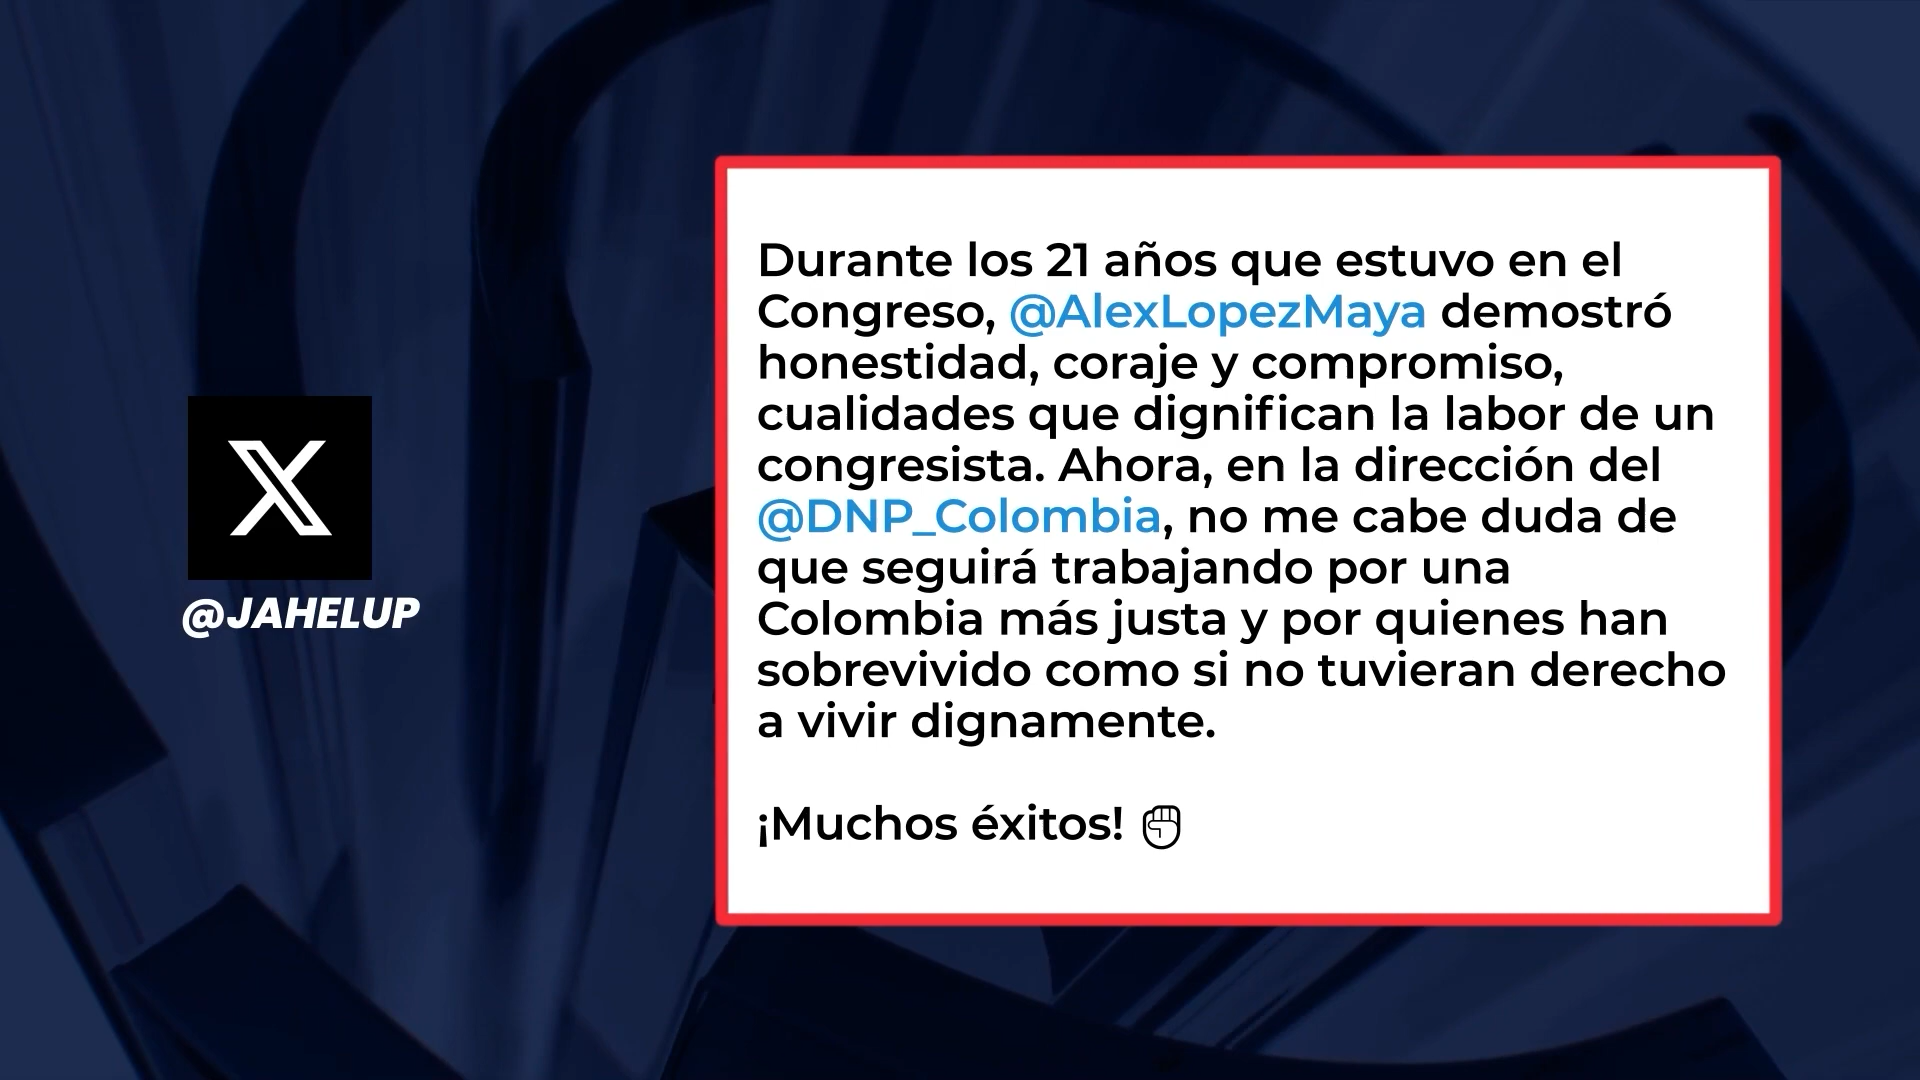 Durante los 21 años que estuvo en el
Congreso, @AlexLopezMaya demostró
honestidad, coraje y compromiso,
cualidades que dignifican la labor de un
congresista. Ahora, en la dirección del
@DNP_Colombia, no me cabe duda de
que seguirá trabajando por una
Colombia más justa y por quienes han
sobrevivido como si no tuvieran derecho
a vivir dignamente.
¡Muchos éxitos! ✊
@JAHELUP